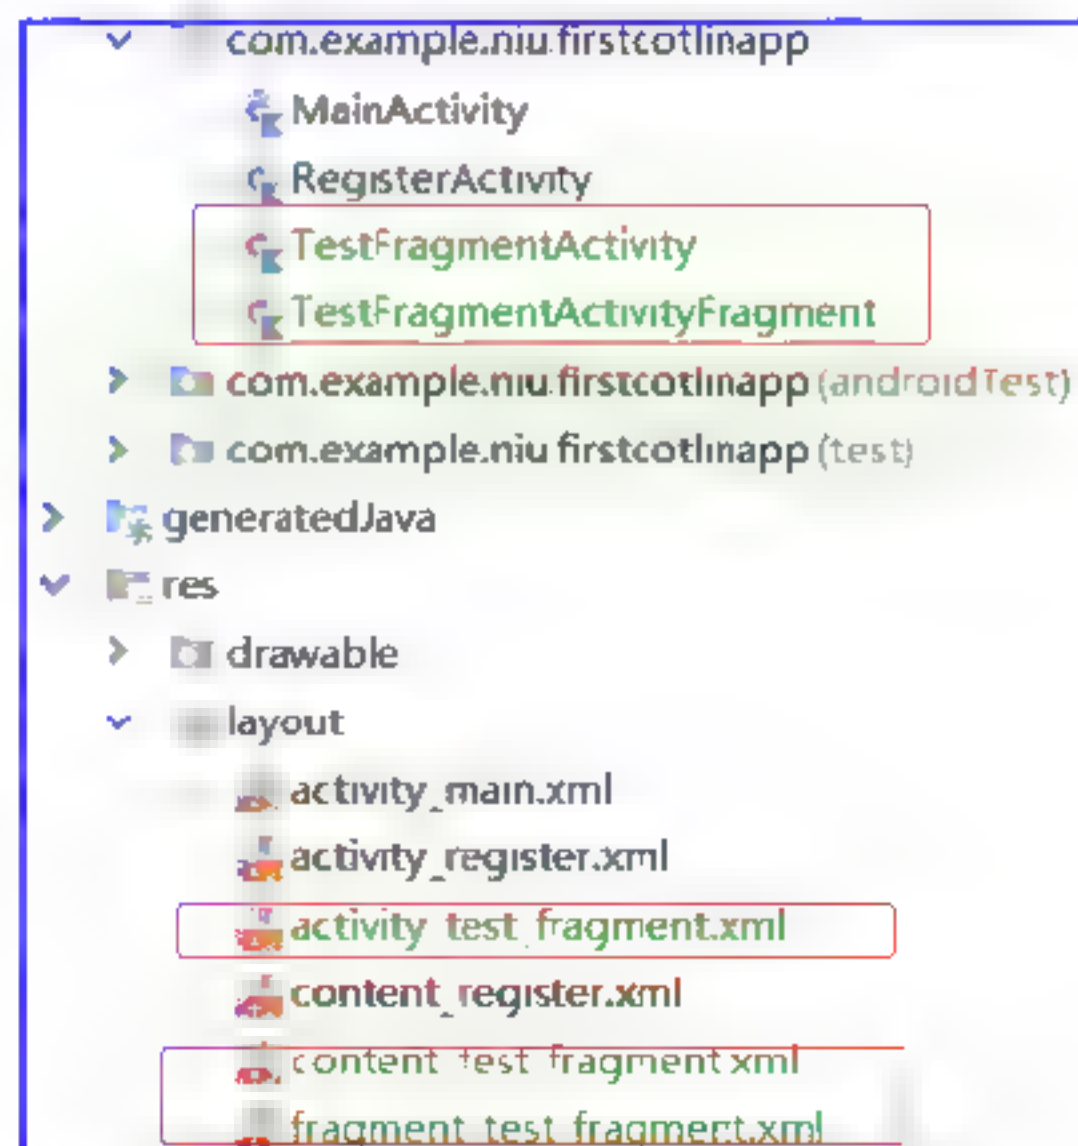 com.example.niu.firstcotlinapp
MainActivity
RegisterActivity
TestFragmentActivity
TestFragmentActivityFragment
com.example.niu.firstcotlinapp (androidTest)
com.example.niu.firstcotlinapp (test)
generatedJava
res
drawable
layout
activity_main.xml
activity_register.xml
activity_test_fragment.xml
content_register.xml
content_test_fragment.xml
fragment_test_fragment.xml